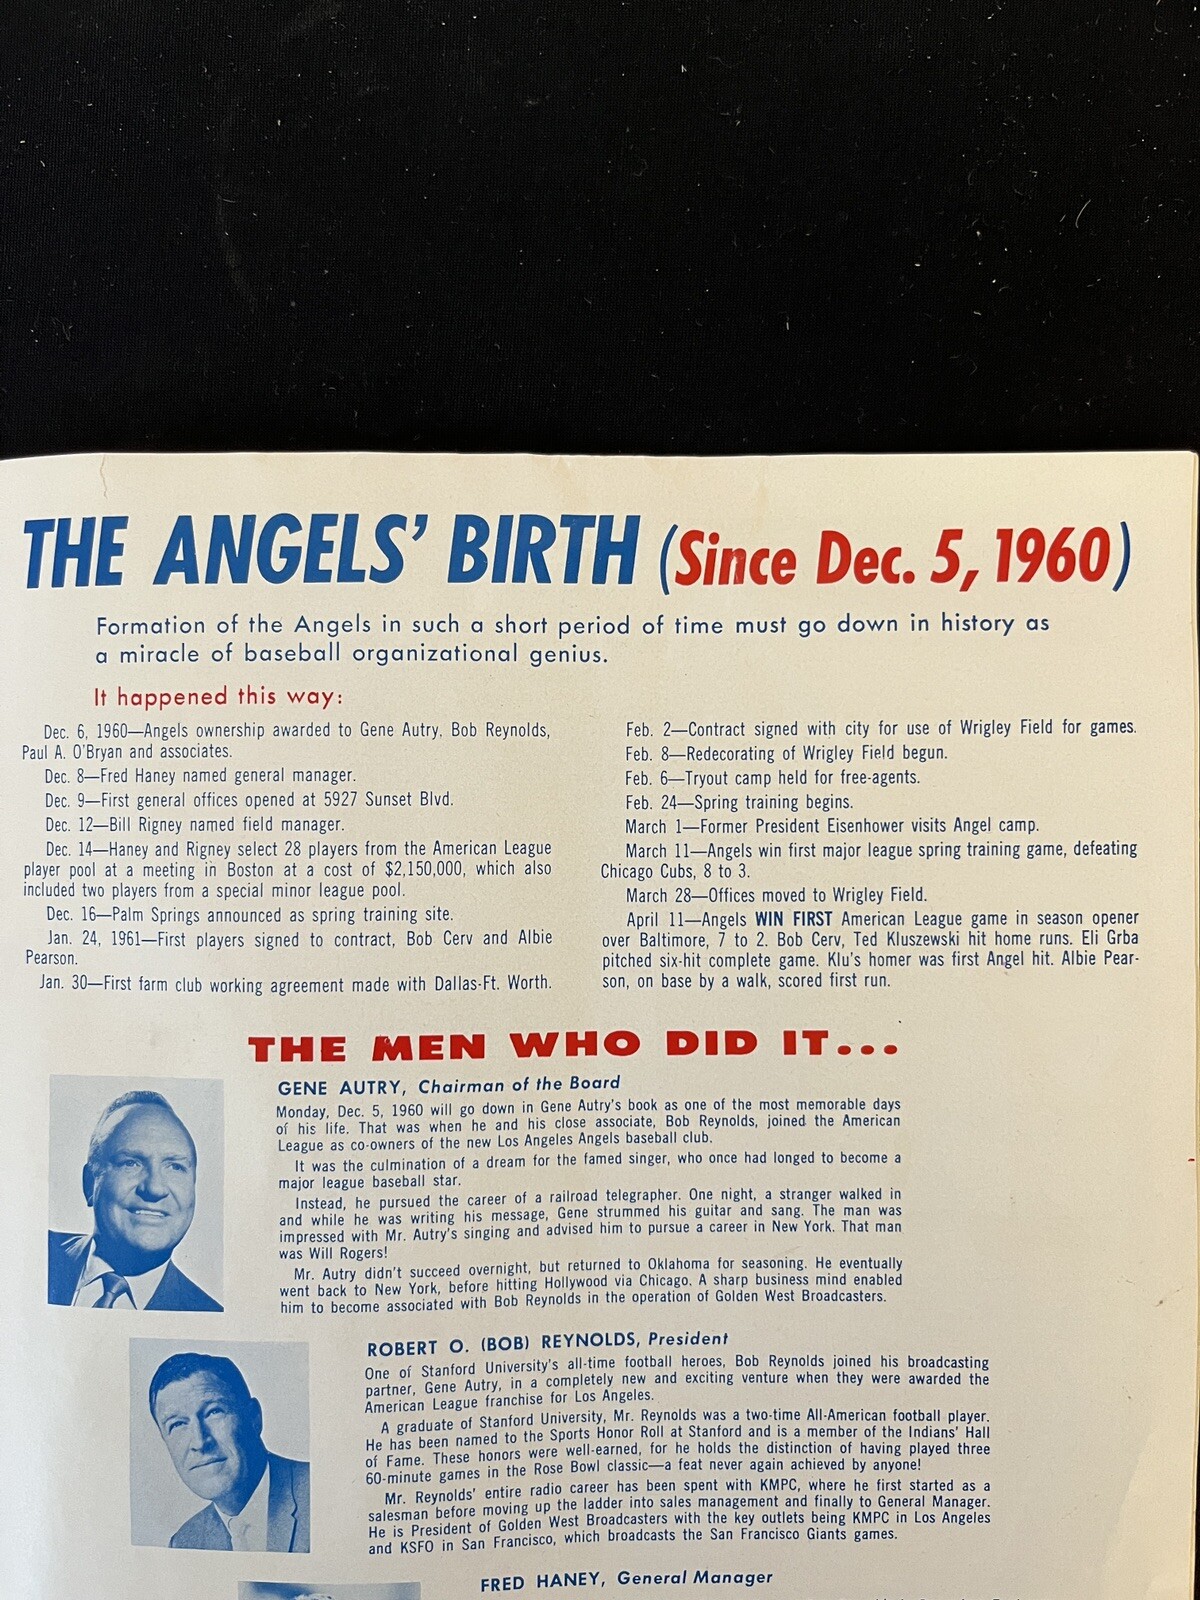 THE ANGELS' BIRTH (Since Dec. 5, 1960)
Formation of the Angels in such a short period of time must go down in history as
a miracle of baseball organizational genius.
It happened this way:
Dec. 6, 1960—Angels ownership awarded to Gene Autry, Bob Reynolds,
Paul A. O'Bryan and associates.
Dec. 8—Fred Haney named general manager.
Dec. 9—First general offices opened at 5927 Sunset Blvd.
Dec. 12—Bill Rigney named field manager.
Dec. 14—Haney and Rigney select 28 players from the American League
player pool at a meeting in Boston at a cost of $2,150,000, which also
included two players from a special minor league pool.
Dec. 16—Palm Springs announced as spring training site.
Jan. 24, 1961—First players signed to contract, Bob Cerv and Albie
Pearson.
Jan. 30—First farm club working agreement made with Dallas-Ft. Worth.
Feb. 2—Contract signed with city for use of Wrigley Field for games.
Feb. 8—Redecorating of Wrigley Field begun.
Feb. 6—Tryout camp held for free-agents.
Feb. 24—Spring training begins.
March 1—Former President Eisenhower visits Angel camp.
March 11—Angels win first major league spring training game, defeating
Chicago Cubs, 8 to 3.
March 28—Offices moved to Wrigley Field.
April 11—Angels WIN FIRST American League game in season opener
over Baltimore, 7 to 2. Bob Cerv, Ted Kluszewski hit home runs. Eli Grba
pitched six-hit complete game. Klu's homer was first Angel hit. Albie Pear-
son, on base by a walk, scored first run.
THE MEN WHO DID IT...
GENE AUTRY, Chairman of the Board
Monday, Dec. 5, 1960 will go down in Gene Autry's book as one of the most memorable days
of his life. That was when he and his close associate, Bob Reynolds, joined the American
League as co-owners of the new Los Angeles Angels baseball club.
It was the culmination of a dream for the famed singer, who once had longed to become a
major league baseball star.
Instead, he pursued the career of a railroad telegrapher. One night, a stranger walked in
and while he was writing his message, Gene strummed his guitar and sang. The man was
impressed with Mr. Autry's singing and advised him to pursue a career in New York. That man
was Will Rogers!
Mr. Autry didn't succeed overnight, but returned to Oklahoma for seasoning. He eventually
went back to New York, before hitting Hollywood via Chicago. A sharp business mind enabled
him to become associated with Bob Reynolds in the operation of Golden West Broadcasters.
ROBERT O. (BOB) REYNOLDS, President
One of Stanford University's all-time football heroes, Bob Reynolds joined his broadcasting
partner, Gene Autry, in a completely new and exciting venture when they were awarded the
American League franchise for Los Angeles.
A graduate of Stanford University, Mr. Reynolds was a two-time All-American football player.
He has been named to the Sports Honor Roll at Stanford and is a member of the Indians' Hall
of Fame. These honors were well-earned, for he holds the distinction of having played three
60-minute games in the Rose Bowl classic—a feat never again achieved by anyone!
Mr. Reynolds' entire radio career has been spent with KMPC, where he first started as a
salesman before moving up the ladder into sales management and finally to General Manager.
He is President of Golden West Broadcasters with the key outlets being KMPC in Los Angeles
and KSFO in San Francisco, which broadcasts the San Francisco Giants games.
FRED HANEY, General Manager